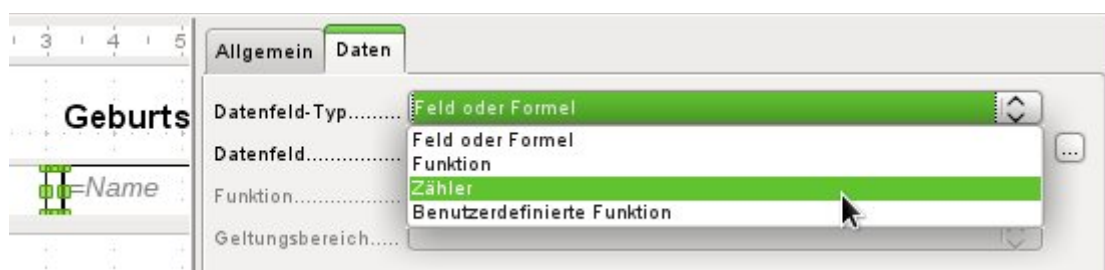 3 4 5
Allgemein Daten
Geburts
Datenfeld-Typ......... Feld oder Formel
Feld oder Formel
Datenfeld............... ...
Funktion
=Name
Funktion................. Zähler
Benutzerdefinierte Funktion
Geltungsbereich.....